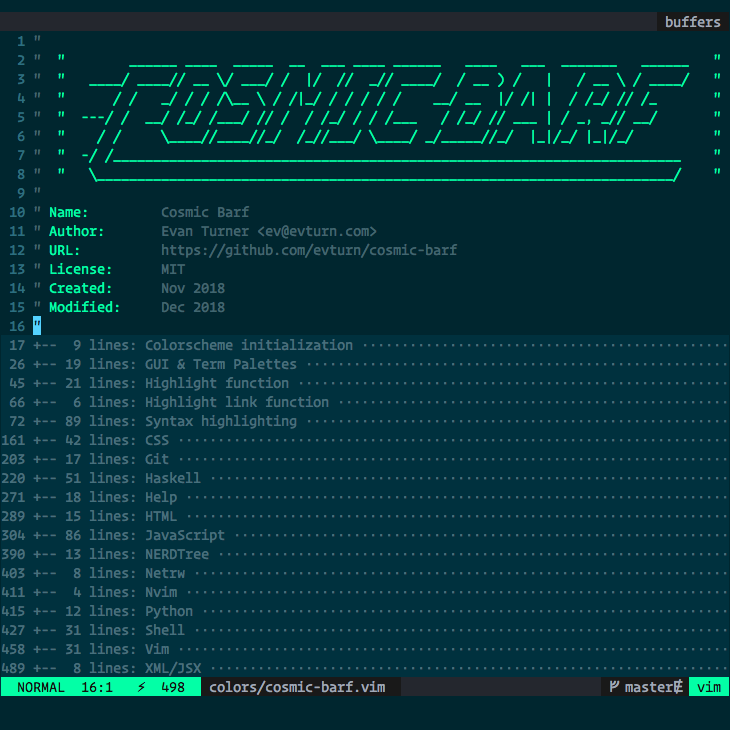 buffers
1 "
2 " "
3 " "
4 " "
5 " "
6 " "
7 " "
8 " "
9 "
10 " Name: Cosmic Barf
11 " Author: Evan Turner <ev@evturn.com>
12 " URL: https://github.com/evturn/cosmic-barf
13 " License: MIT
14 " Created: Nov 2018
15 " Modified: Dec 2018
16 "
17 +-- 9 lines: Colorscheme initialization
26 +-- 19 lines: GUI & Term Palettes
45 +-- 21 lines: Highlight function
66 +-- 6 lines: Highlight link function
72 +-- 89 lines: Syntax highlighting
161 +-- 42 lines: CSS
203 +-- 17 lines: Git
220 +-- 51 lines: Haskell
271 +-- 18 lines: Help
289 +-- 15 lines: HTML
304 +-- 86 lines: JavaScript
390 +-- 13 lines: NERDTree
403 +-- 8 lines: Netrw
411 +-- 4 lines: Nvim
415 +-- 12 lines: Python
427 +-- 31 lines: Shell
458 +-- 31 lines: Vim
489 +-- 8 lines: XML/JSX
NORMAL 16:1 ⚡ 498 colors/cosmic-barf.vim master∉ vim